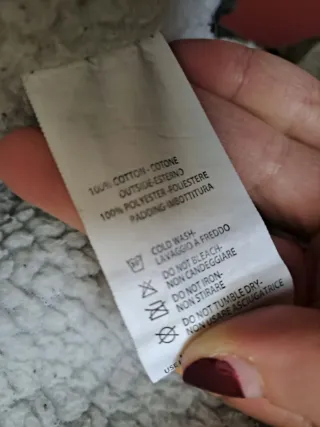 100% COTTON - COTONE
OUTSIDE-ESTERNO
100% POLYESTER-POLIESTERE
PADDING-IMBOTTITURA
COLD WASH-
LAVAGGIO A FREDDO
DO NOT BLEACH-
NON CANDEGGIARE
DO NOT IRON-
NON STIRARE
DO NOT TUMBLE DRY-
NON USARE ASCIUGATRICE
USE